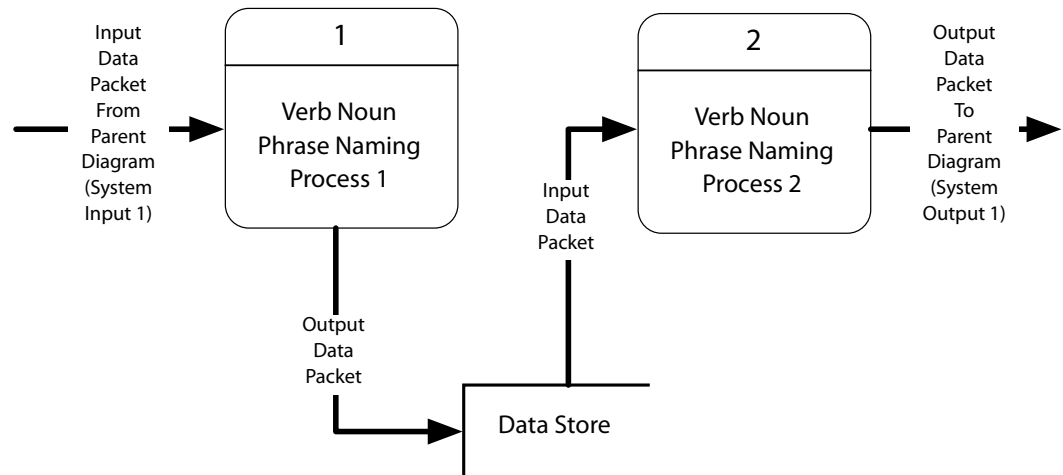 Input
Data
Packet
From
Parent
Diagram
(System
Input 1)
1
Verb Noun
Phrase Naming
Process 1
Output
Data
Packet
Data Store
Input
Data
Packet
2
Verb Noun
Phrase Naming
Process 2
Output
Data
Packet
To
Parent
Diagram
(System
Output 1)